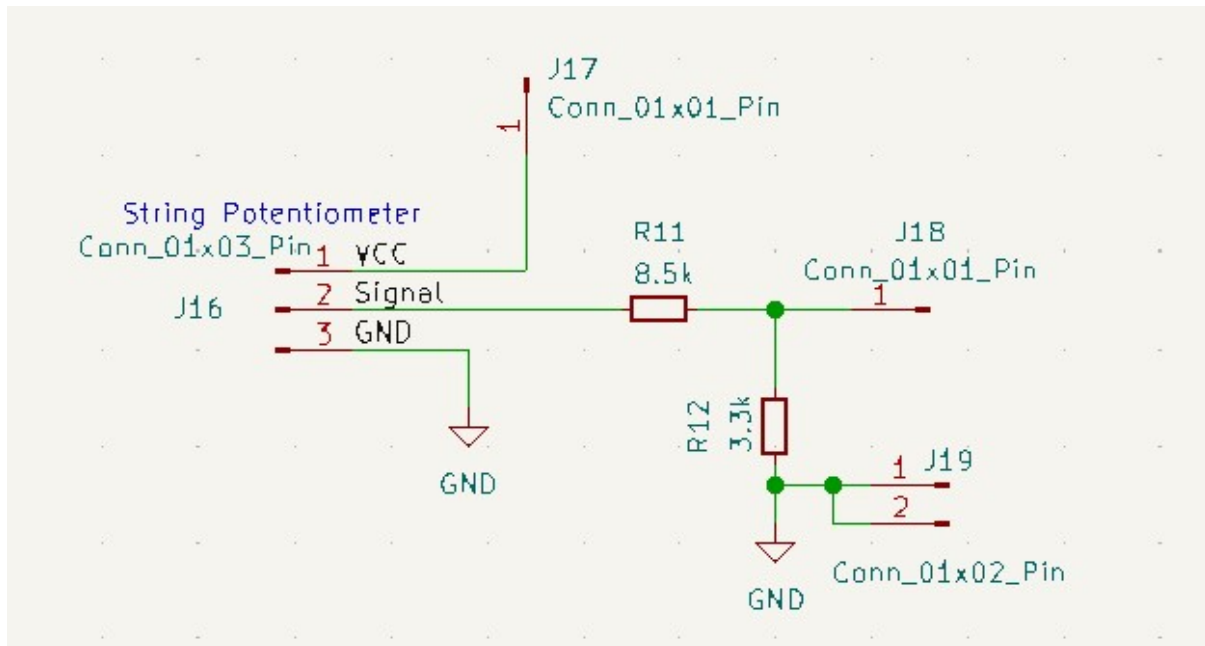 J17
Conn_01x01_Pin
1
String Potentiometer
Conn_01x03_Pin
1 VCC
J16
2 Signal
3 GND
GND
R11
8.5k
J18
Conn_01x01_Pin
1
R12
3.3k
J19
1
2
Conn_01x02_Pin
GND